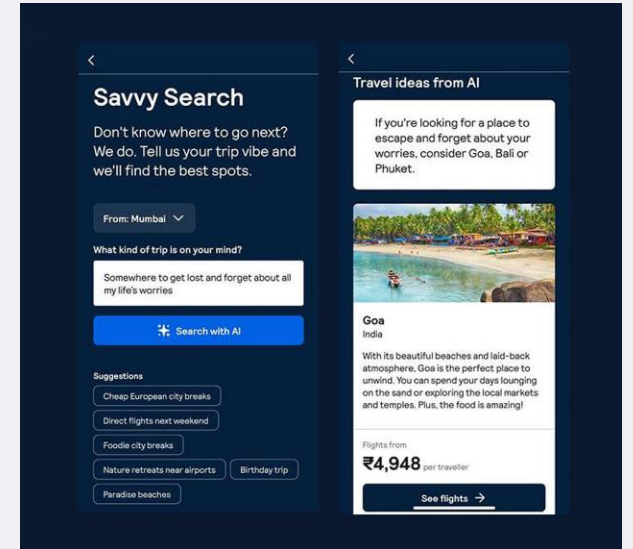 Savvy Search
Don't know where to go next?
We do. Tell us your trip vibe and
we'll find the best spots.
From: Mumbai
What kind of trip is on your mind?
Somewhere to get lost and forget about all
my life's worries
Search with AI
Suggestions
Cheap European city breaks
Direct flights next weekend
Foodie city breaks
Nature retreats near airports
Birthday trip
Paradise beaches
Travel ideas from AI
If you're looking for a place to
escape and forget about your
worries, consider Goa, Bali or
Phuket.
Goa
India
With its beautiful beaches and laid-back
atmosphere, Goa is the perfect place to
unwind. You can spend your days lounging
on the sand or exploring the local markets
and temples. Plus, the food is amazing!
Flights from
₹4,948 per traveller
See flights →